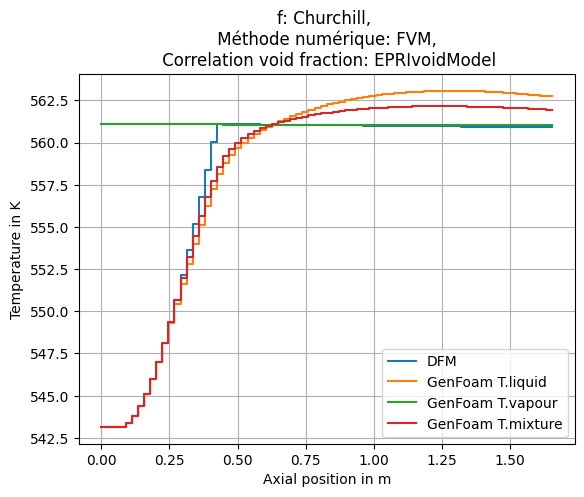 f: Churchill,
Méthode numérique: FVM,
Correlation void fraction: EPRIvoidModel
Temperature in K
562.5
560.0
557.5
555.0
552.5
550.0
547.5
545.0
542.5
DFM
GenFoam T.liquid
GenFoam T.vapour
GenFoam T.mixture
0.00 0.25 0.50 0.75 1.00 1.25 1.50
Axial position in m